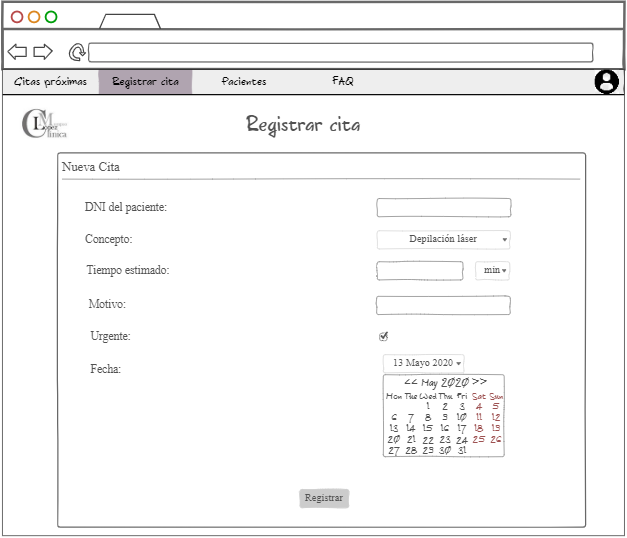 Citas próximas Registrar cita Pacientes FAQ
CLM López Clínica
Registrar cita
Nueva Cita
DNI del paciente:
Concepto: Depilación láser
Tiempo estimado: min
Motivo:
Urgente:
Fecha: 13 Mayo 2020
<< May 2020 >>
Mon Tue Wed Thu Fri Sat Sun
1 2 3 4 5
6 7 8 9 10 11 12
13 14 15 16 17 18 19
20 21 22 23 24 25 26
27 28 29 30 31
Registrar